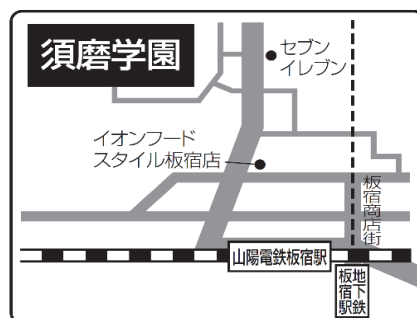 須磨学園
セブン
イレブン
イオンフード
スタイル板宿店
板宿商店街
山陽電鉄板宿駅
地下鉄
板宿駅